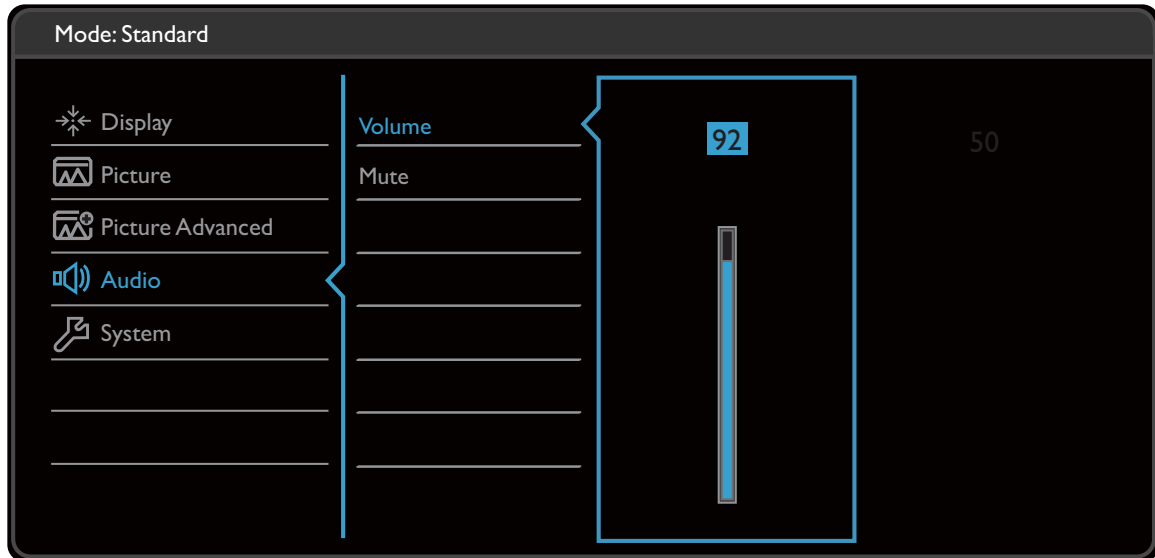 Mode: Standard
Display
Picture
Picture Advanced
Audio
System
Volume
Mute
92
50